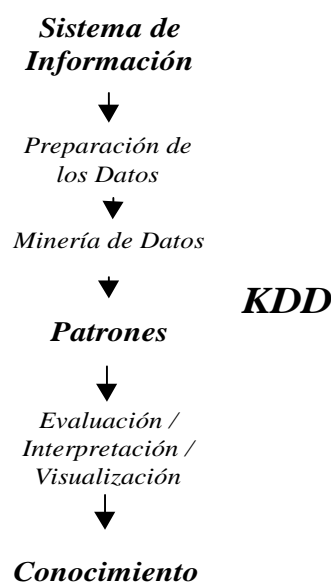 Sistema de
Información
Preparación de
los Datos
Minería de Datos
KDD
Patrones
Evaluación /
Interpretación /
Visualización
Conocimiento